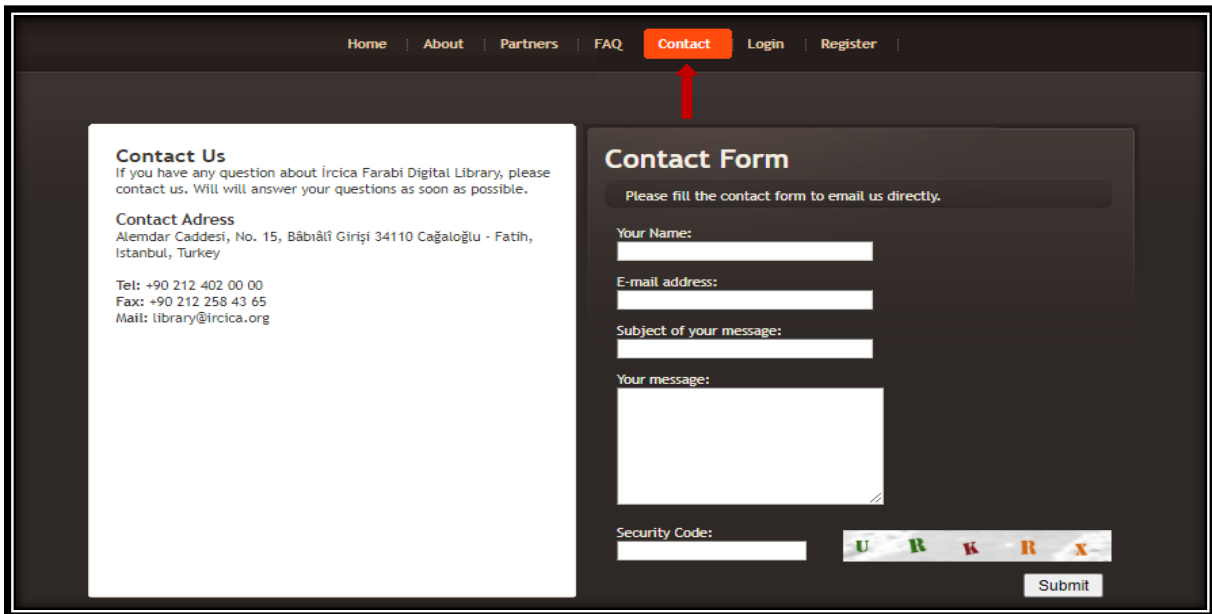 Home About Partners FAQ Contact Login Register
Contact Us
If you have any question about İrcica Farabi Digital Library, please
contact us. Will will answer your questions as soon as possible.
Contact Adress
Alemdar Caddesi, No. 15, Bâbıâlî Girişi 34110 Cağaloğlu - Fatih,
Istanbul, Turkey
Tel: +90 212 402 00 00
Fax: +90 212 258 43 65
Mail: library@ircica.org
Contact Form
Please fill the contact form to email us directly.
Your Name:
E-mail address:
Subject of your message:
Your message:
Security Code:
U R K R X
Submit